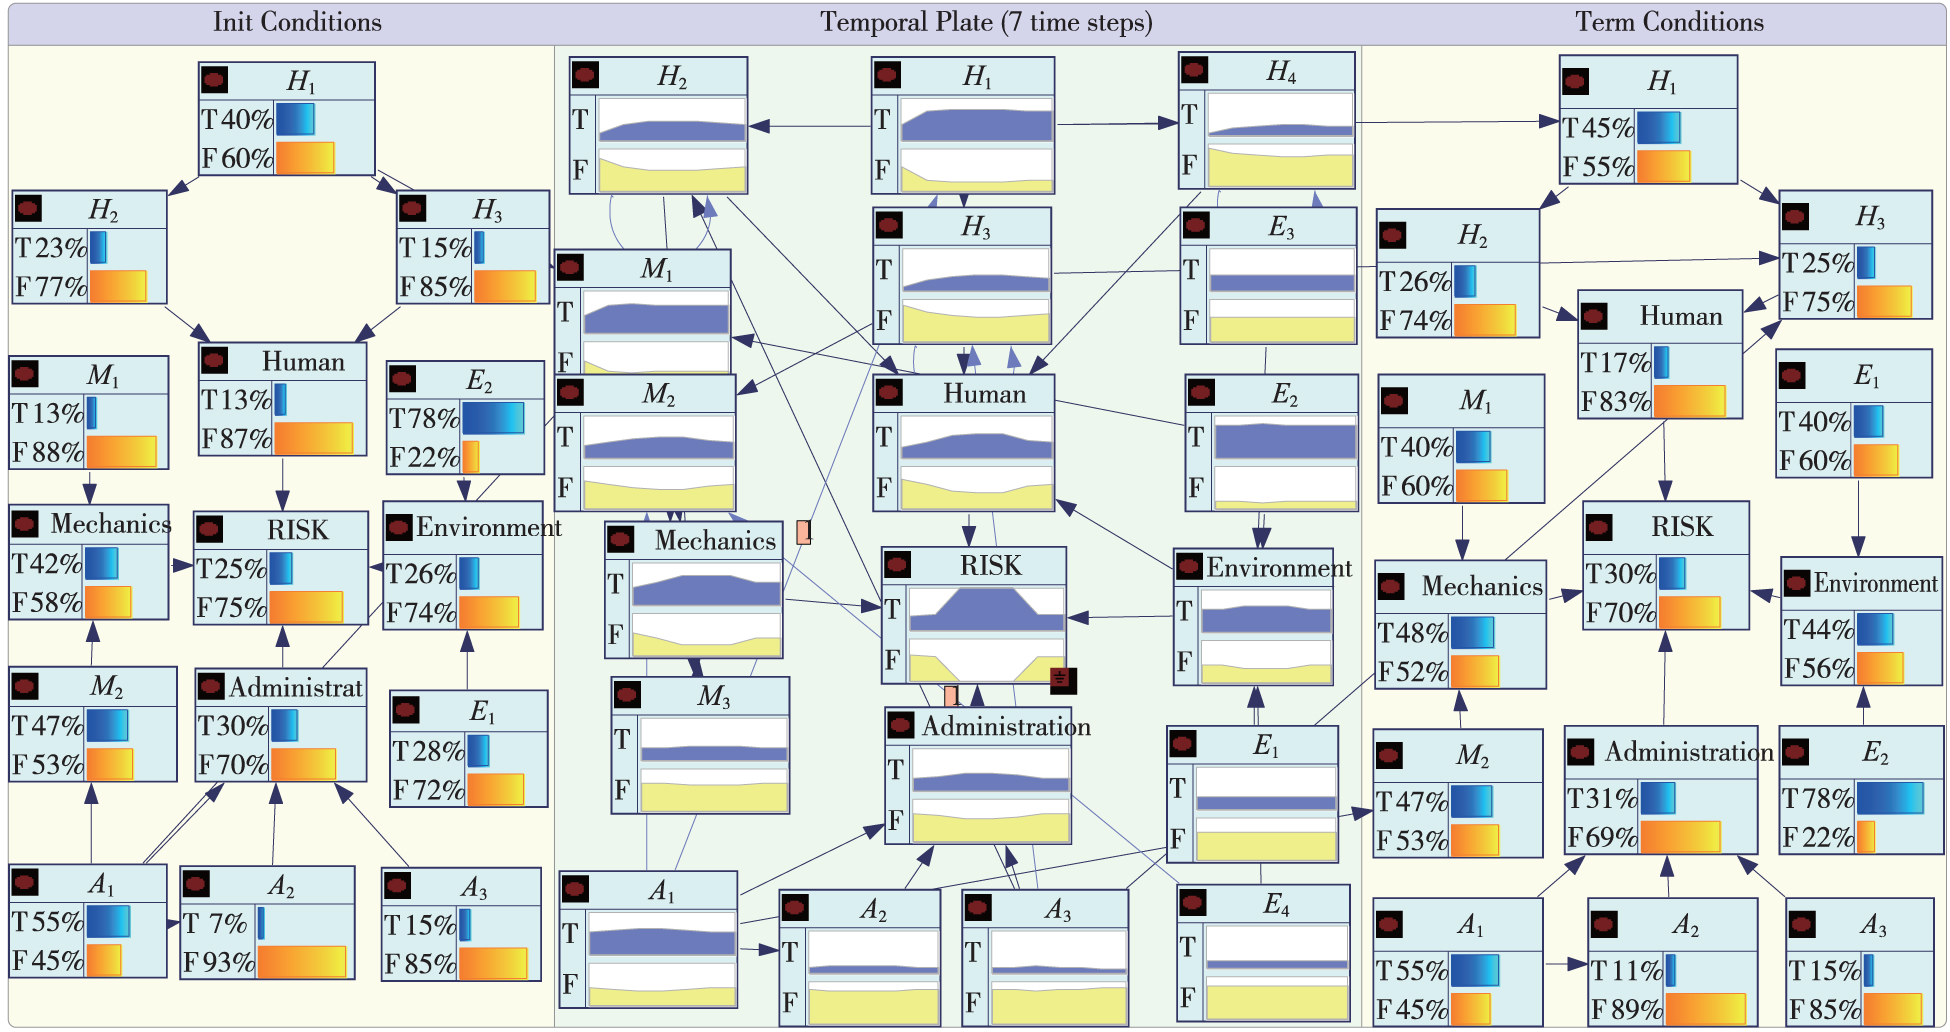 Init Conditions
H1
T 40%
F 60%
H2
T 23%
F 77%
H3
T 15%
F 85%
Human
T 13%
F 87%
M1
T 13%
F 88%
E2
T 78%
F 22%
Mechanics
T 42%
F 58%
RISK
T 25%
F 75%
Environment
T 26%
F 74%
M2
T 47%
F 53%
Administrat
T 30%
F 70%
E1
T 28%
F 72%
A1
T 55%
F 45%
A2
T 7%
F 93%
A3
T 15%
F 85%
Temporal Plate (7 time steps)
H2
T
F
H1
T
F
H4
T
F
M1
T
F
H3
T
F
E3
T
F
M2
T
F
Human
T
F
E2
T
F
Mechanics
T
F
1
RISK
T
F
Environment
T
F
M3
T
F
1
Administration
T
F
E1
T
F
A1
T
F
A2
T
F
A3
T
F
E4
T
F
Term Conditions
H1
T 45%
F 55%
H2
T 26%
F 74%
H3
T 25%
F 75%
Human
T 17%
F 83%
M1
T 40%
F 60%
E1
T 40%
F 60%
RISK
T 30%
F 70%
Mechanics
T 48%
F 52%
Environment
T 44%
F 56%
M2
T 47%
F 53%
Administration
T 31%
F 69%
E2
T 78%
F 22%
A1
T 55%
F 45%
A2
T 11%
F 89%
A3
T 15%
F 85%